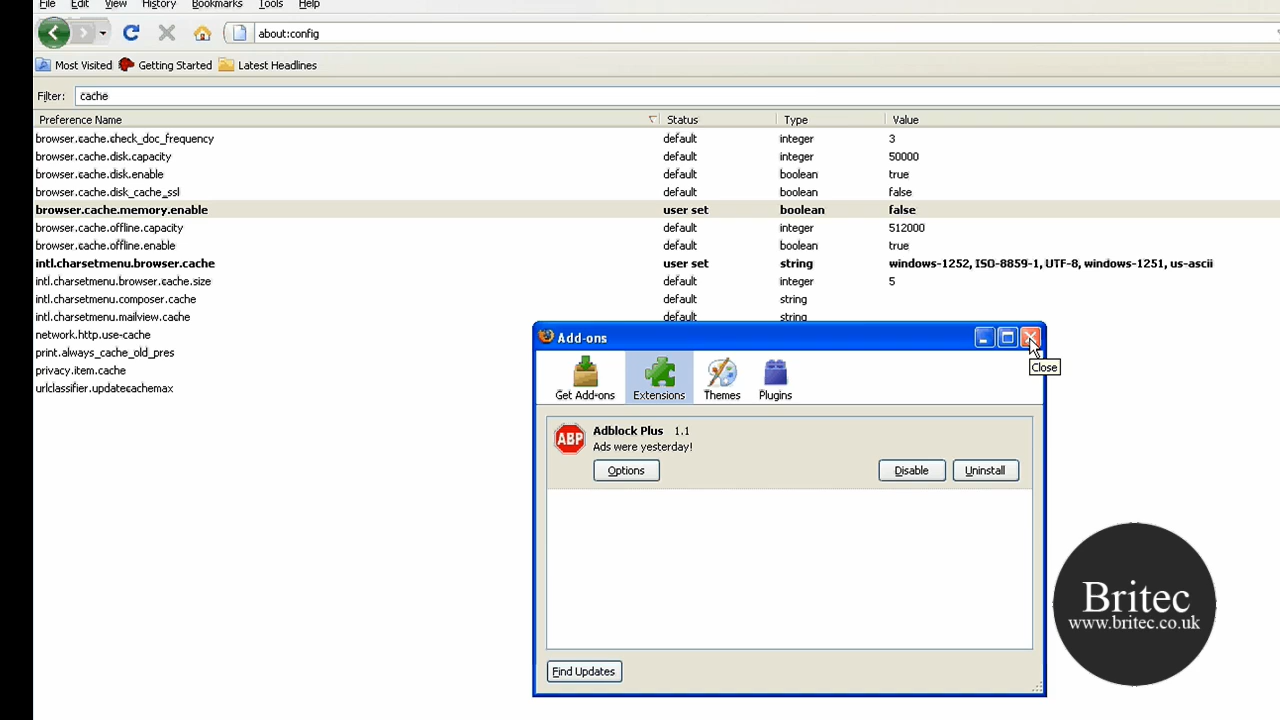 File Edit View History Bookmarks Tools Help
about:config
Most Visited Getting Started Latest Headlines
Filter: cache
Preference Name Status Type Value
browser.cache.check_doc_frequency default integer 3
browser.cache.disk.capacity default integer 50000
browser.cache.disk.enable default boolean true
browser.cache.disk_cache_ssl default boolean false
browser.cache.memory.enable user set boolean false
browser.cache.offline.capacity default integer 512000
browser.cache.offline.enable default boolean true
intl.charsetmenu.browser.cache user set string windows-1252, ISO-8859-1, UTF-8, windows-1251, us-ascii
intl.charsetmenu.browser.cache.size default integer 5
intl.charsetmenu.composer.cache default string
intl.charsetmenu.mailview.cache default string
network.http.use-cache
print.always_cache_old_pres
privacy.item.cache
urlclassifier.updatecachemax
Add-ons
Close
Get Add-ons Extensions Themes Plugins
Adblock Plus 1.1
Ads were yesterday!
Options Disable Uninstall
ABP
Find Updates
Britec
www.britec.co.uk